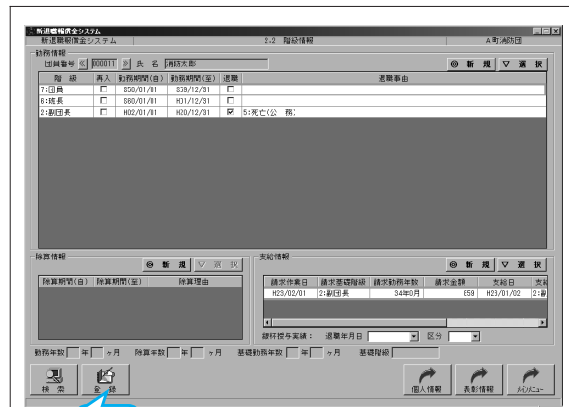 新退職報償金システム
新退職報償金システム 2.2 階級情報 A町消防団
勤務情報
団員番号 000011 氏 名 消防太郎 ◎ 新 規 ▽ 選 択
階 級 再入 勤務期間(自) 勤務期間(至) 退職 退職事由
7:団員 S50/01/01 S59/12/31
6:班長 S60/01/01 H01/12/31
2:副団長 H02/01/01 H20/12/31 5:死亡(公 務)
除算情報 支給情報
◎ 新 規 ▽ 選 択 ◎ 新 規 ▽ 選 択
除算期間(自) 除算期間(至) 除算理由 請求作業日 請求基礎階級 請求勤務年数 請求金額 支給日 支給
H23/02/01 2:副団長 34年0月 659 H23/01/02 2:副
銀杯授与実績: 退職年月日 区分
勤務年数 年 ヶ月 除算年数 年 ヶ月 基礎勤務年数 年 ヶ月 基礎階級
検 索 登 録 個人情報 表彰情報 メインメニュー